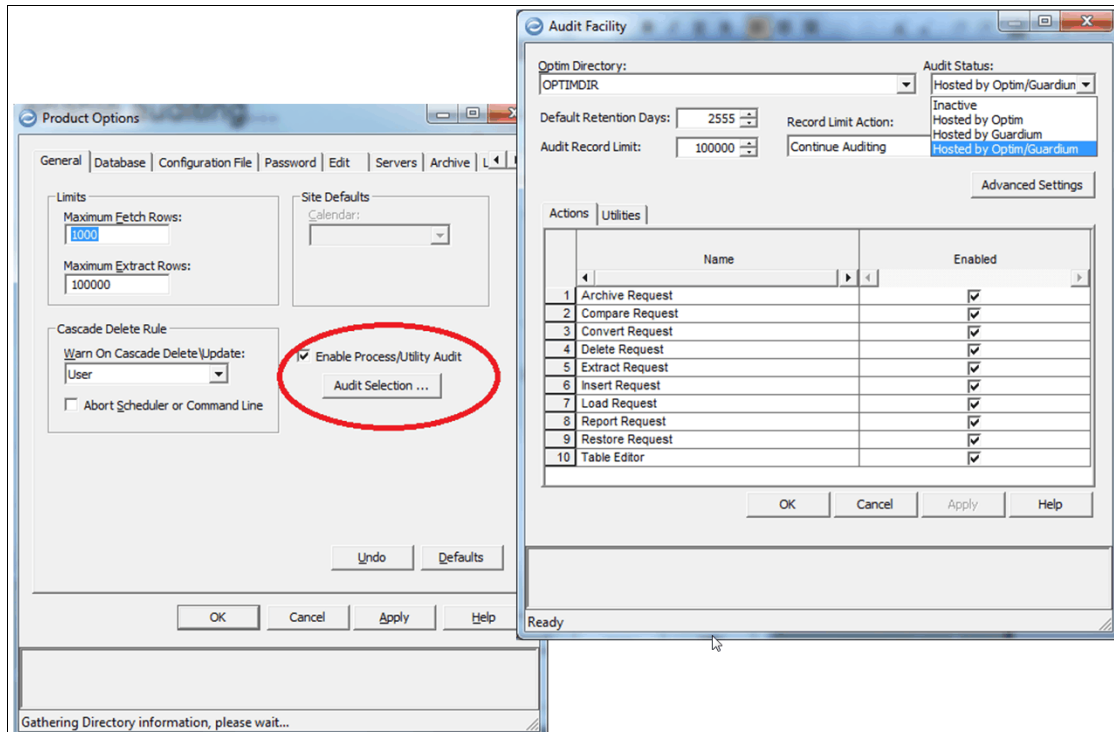 Product Options
General Database Configuration File Password Edit Servers Archive L
Limits
Maximum Fetch Rows:
1000
Maximum Extract Rows:
100000
Site Defaults
Calendar:
Cascade Delete Rule
Warn On Cascade Delete\Update:
User
Abort Scheduler or Command Line
Enable Process/Utility Audit
Audit Selection ...
Undo Defaults
OK Cancel Apply Help
Gathering Directory information, please wait...
Audit Facility
Optim Directory:
OPTIMDIR
Audit Status:
Hosted by Optim/Guardiun
Inactive
Hosted by Optim
Hosted by Guardium
Hosted by Optim/Guardium
Default Retention Days: 2555
Audit Record Limit: 100000
Record Limit Action:
Continue Auditing
Advanced Settings
Actions Utilities
Name Enabled
1 Archive Request
2 Compare Request
3 Convert Request
4 Delete Request
5 Extract Request
6 Insert Request
7 Load Request
8 Report Request
9 Restore Request
10 Table Editor
OK Cancel Apply Help
Ready